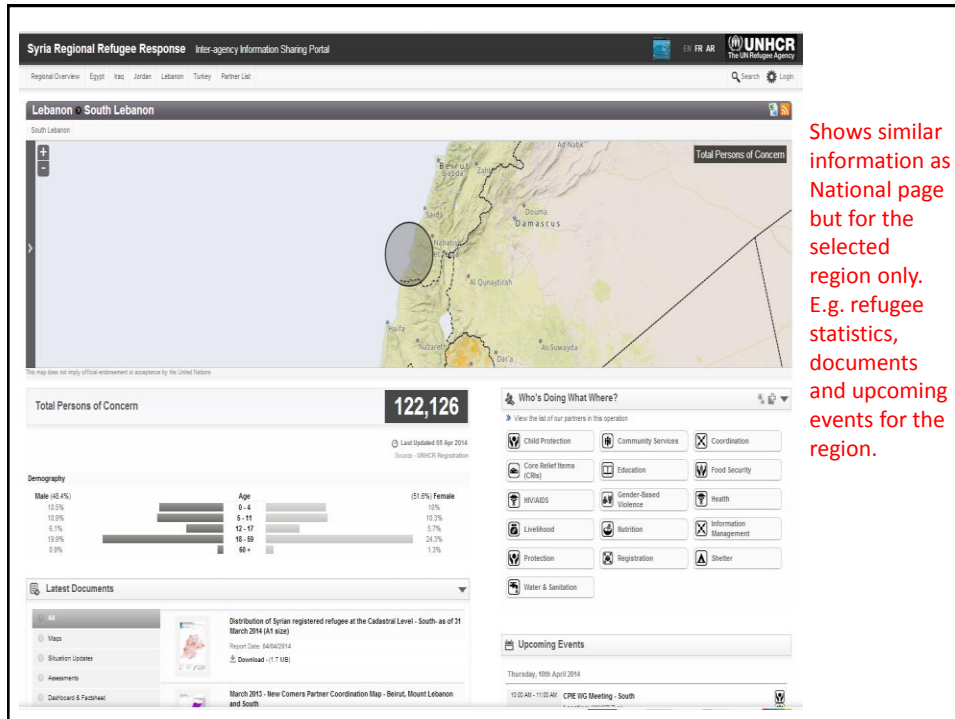 Syria Regional Refugee Response Inter-agency Information Sharing Portal
EN FR AR
UNHCR
The UN Refugee Agency
Regional Overview Egypt Iraq Jordan Lebanon Turkey Partner List
Search Login
Lebanon South Lebanon
South Lebanon
+
-
Total Persons of Concern
Ad Nabk
Beirut
Babda
Zahle
Saida
Douma
Damascus
Nabatiye
Al Qunaytirah
Haifa
Nazareth
As Suwayda
Dar'a
This map does not imply official endorsement or acceptance by the United Nations
Shows similar
information as
National page
but for the
selected
region only.
E.g. refugee
statistics,
documents
and upcoming
events for the
region.
Total Persons of Concern
122,126
Last Updated 05 Apr 2014
Source - UNHCR Registration
Demography
Male (48.4%) Age (51.6%) Female
10.5% 0 - 4 10%
10.9% 5 - 11 10.3%
6.1% 12 - 17 5.7%
19.9% 18 - 59 24.3%
0.9% 60 + 1.3%
Who's Doing What Where?
View the list of our partners in this operation
Child Protection Community Services Coordination
Core Relief Items (CRIs) Education Food Security
HIV/AIDS Gender-Based Violence Health
Livelihood Nutrition Information Management
Protection Registration Shelter
Water & Sanitation
Latest Documents
All
Maps
Situation Updates
Assessments
Dashboard & Factsheet
Distribution of Syrian registered refugee at the Cadastral Level - South- as of 31
March 2014 (A1 size)
Report Date: 04/04/2014
Download - (1.7 MB)
March 2013 - New Comers Partner Coordination Map - Beirut, Mount Lebanon
and South
Upcoming Events
Thursday, 10th April 2014
10:00 AM - 11:00 AM CPIE WG Meeting - South